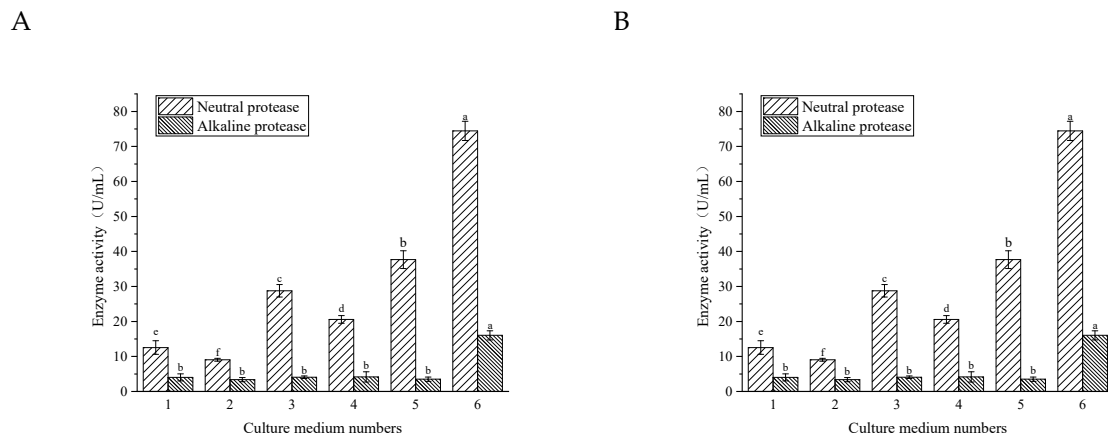 A
B
Neutral protease
Alkaline protease
Enzyme activity（U/mL）
80
70
60
50
40
30
20
10
0
e
b
f
b
c
b
d
b
b
b
a
a
1 2 3 4 5 6
Culture medium numbers
Neutral protease
Alkaline protease
Enzyme activity（U/mL）
80
70
60
50
40
30
20
10
0
e
b
f
b
c
b
d
b
b
b
a
a
1 2 3 4 5 6
Culture medium numbers